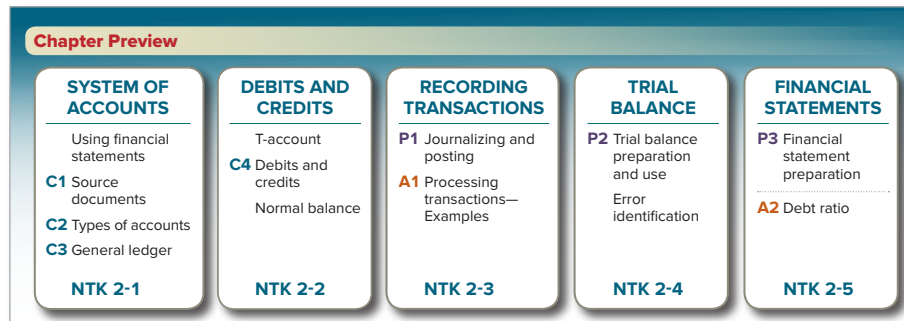 Chapter Preview
SYSTEM OF
ACCOUNTS
Using financial
statements
C1 Source
documents
C2 Types of accounts
C3 General ledger
NTK 2-1
DEBITS AND
CREDITS
T-account
C4 Debits and
credits
Normal balance
NTK 2-2
RECORDING
TRANSACTIONS
P1 Journalizing and
posting
A1 Processing
transactions—
Examples
NTK 2-3
TRIAL
BALANCE
P2 Trial balance
preparation
and use
Error
identification
NTK 2-4
FINANCIAL
STATEMENTS
P3 Financial
statement
preparation
A2 Debt ratio
NTK 2-5